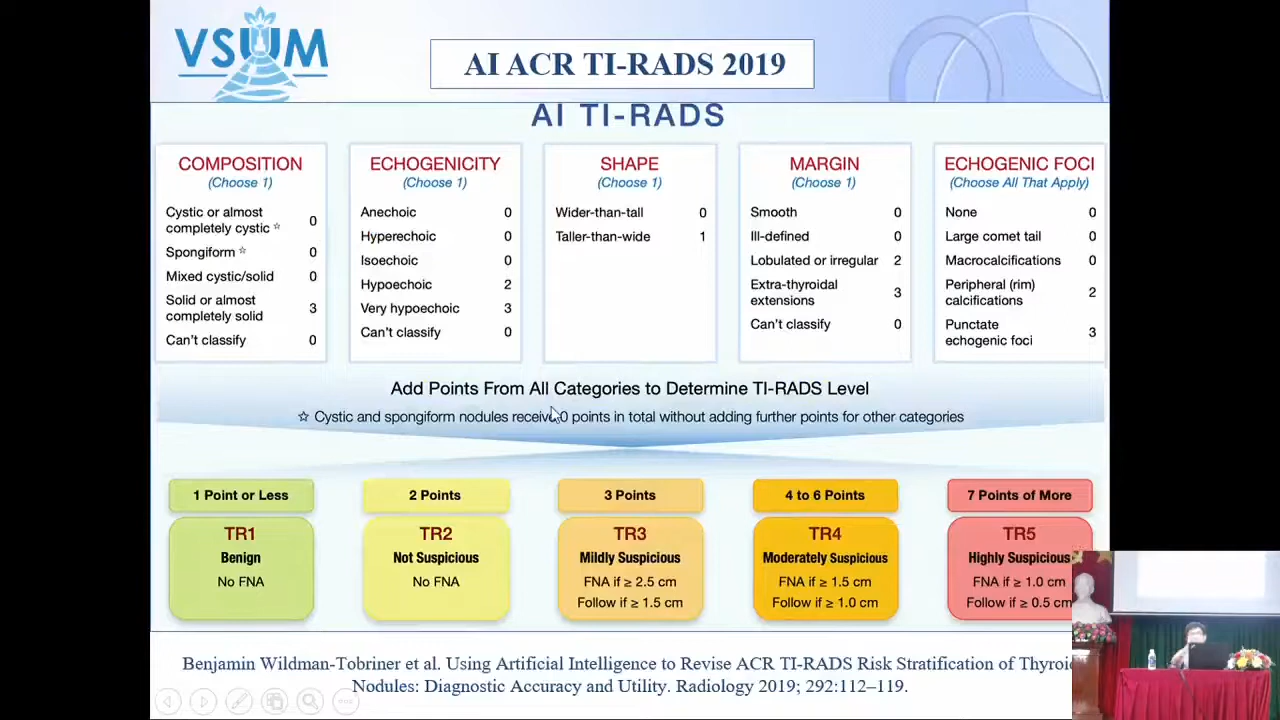 VSUM
AI ACR TI-RADS 2019
AI TI-RADS
COMPOSITION
(Choose 1)
Cystic or almost
completely cystic ☆ 0
Spongiform ☆ 0
Mixed cystic/solid 0
Solid or almost
completely solid 3
Can't classify 0
ECHOGENICITY
(Choose 1)
Anechoic 0
Hyperechoic 0
Isoechoic 0
Hypoechoic 2
Very hypoechoic 3
Can't classify 0
SHAPE
(Choose 1)
Wider-than-tall 0
Taller-than-wide 1
MARGIN
(Choose 1)
Smooth 0
Ill-defined 0
Lobulated or irregular 2
Extra-thyroidal
extensions 3
Can't classify 0
ECHOGENIC FOCI
(Choose All That Apply)
None 0
Large comet tail 0
Macrocalcifications 0
Peripheral (rim)
calcifications 2
Punctate
echogenic foci 3
Add Points From All Categories to Determine TI-RADS Level
☆ Cystic and spongiform nodules receive 0 points in total without adding further points for other categories
1 Point or Less
TR1
Benign
No FNA
2 Points
TR2
Not Suspicious
No FNA
3 Points
TR3
Mildly Suspicious
FNA if ≥ 2.5 cm
Follow if ≥ 1.5 cm
4 to 6 Points
TR4
Moderately Suspicious
FNA if ≥ 1.5 cm
Follow if ≥ 1.0 cm
7 Points of More
TR5
Highly Suspicious
FNA if ≥ 1.0 cm
Follow if ≥ 0.5 cm
Benjamin Wildman-Tobriner et al. Using Artificial Intelligence to Revise ACR TI-RADS Risk Stratification of Thyroi
Nodules: Diagnostic Accuracy and Utility. Radiology 2019; 292:112–119.